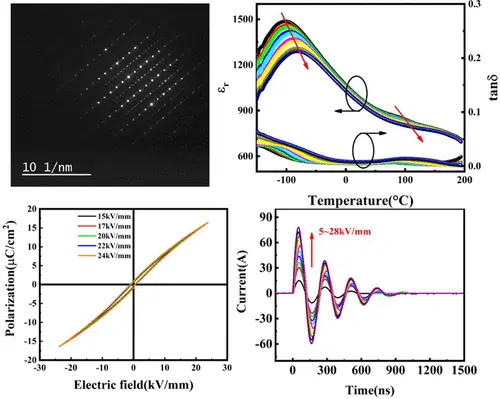 10 1/nm
1500
1200
900
600
εr
0.3
0.2
0.1
0.0
tanδ
-100 0 100 200
Temperature(°C)
20
15
10
5
0
-5
-10
-15
-20
Polarization(μC/cm2)
15kV/mm
17kV/mm
20kV/mm
22kV/mm
24kV/mm
-30 -20 -10 0 10 20 30
Electric field(kV/mm)
90
60
30
0
-30
-60
Current(A)
5~28kV/mm
0 300 600 900 1200 1500
Time(ns)